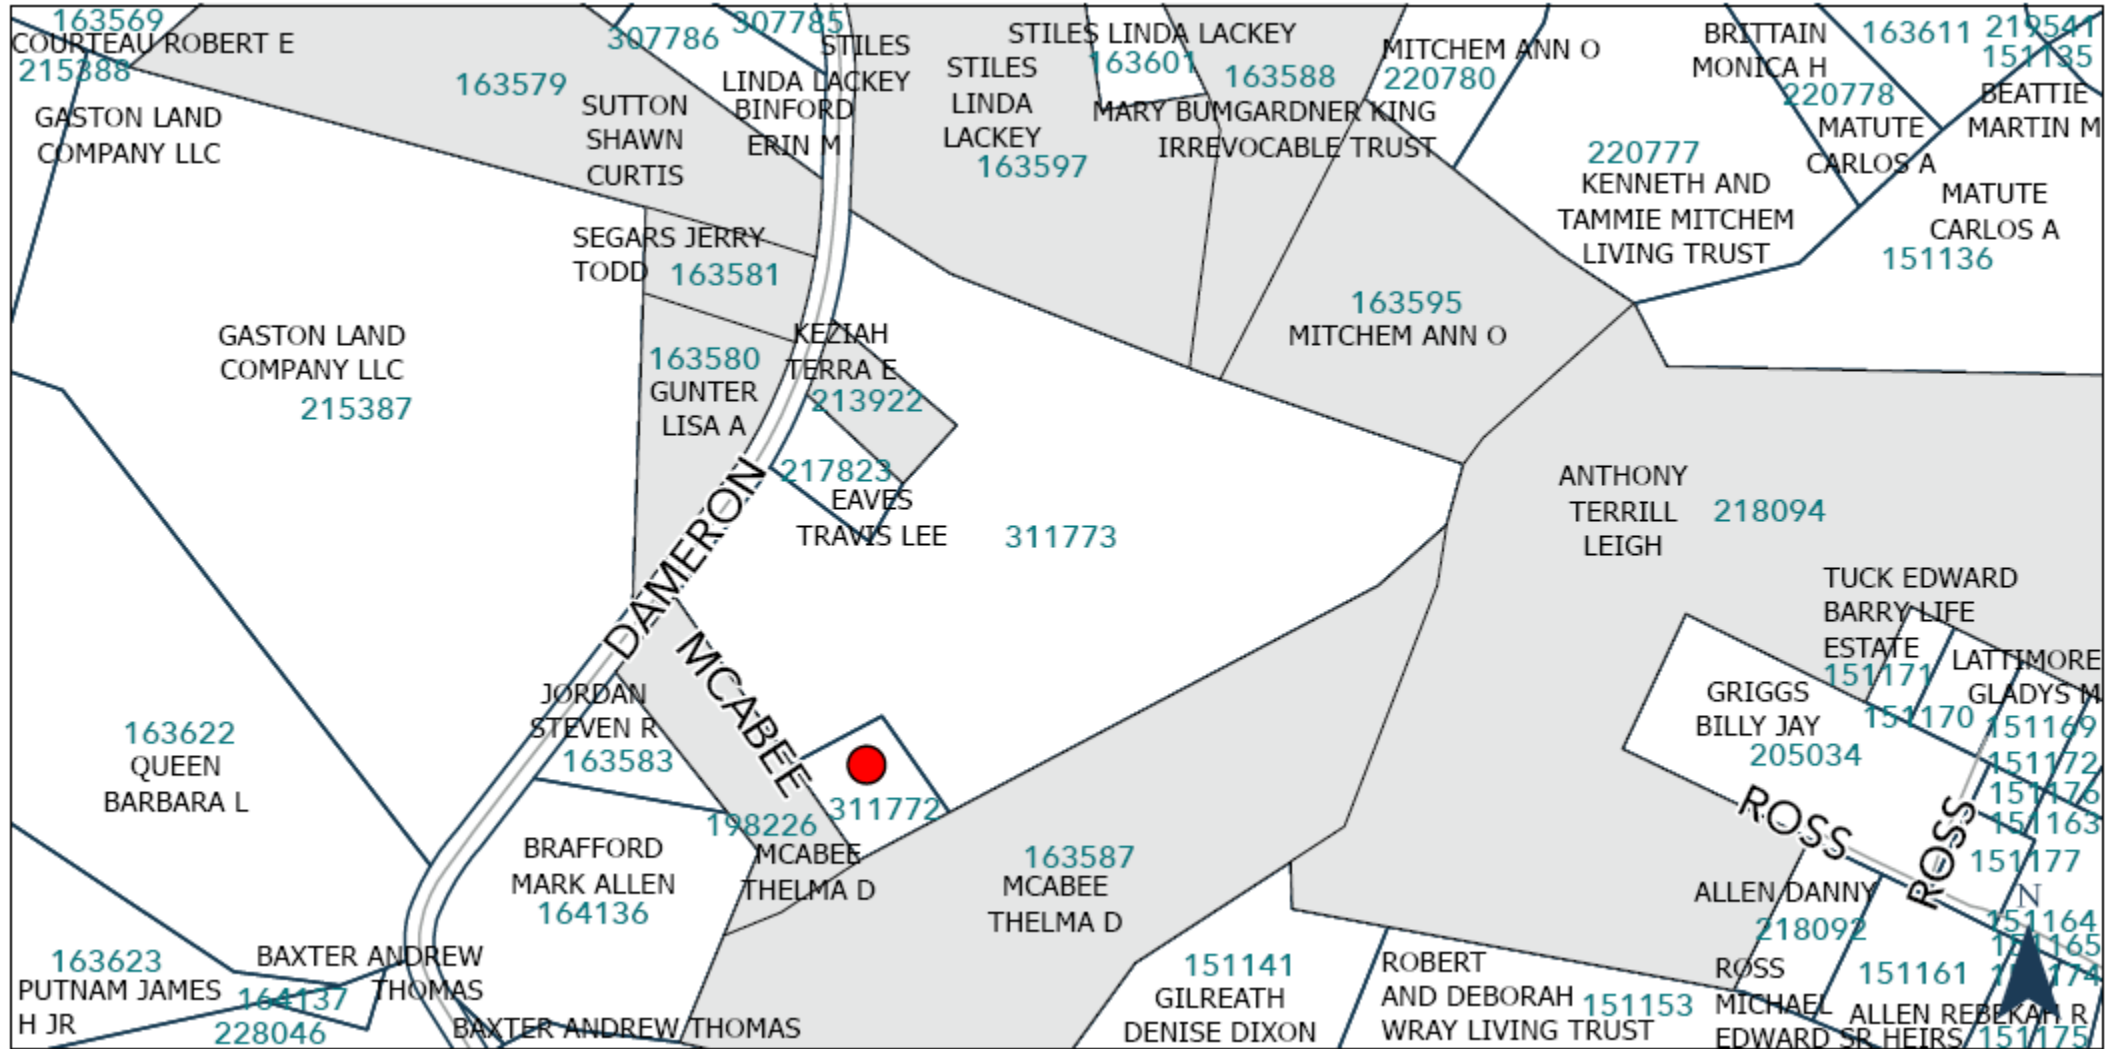 163569
COURTEAU ROBERT E
215388
GASTON LAND
COMPANY LLC
163579
SUTTON
SHAWN
CURTIS
307786
307785
STILES
LINDA LACKEY
BINFORD
ERIN M
STILES LINDA LACKEY
STILES
LINDA
LACKEY
163597
163601
163588
MARY BUMGARDNER KING
IRREVOCABLE TRUST
MITCHEM ANN O
220780
BRITTAIN
MONICA H
220778
163611
219541
151135
BEATTIE
MARTIN M
MATUTE
CARLOS A
220777
KENNETH AND
TAMMIE MITCHEM
LIVING TRUST
MATUTE
CARLOS A
151136
SEGARS JERRY
TODD
163581
GASTON LAND
COMPANY LLC
215387
163580
GUNTER
LISA A
KEZIAH
TERRA E
213922
217823
EAVES
TRAVIS LEE
311773
163595
MITCHEM ANN O
ANTHONY
TERRILL
LEIGH
218094
DAMERON
MCABEE
TUCK EDWARD
BARRY LIFE
ESTATE
151171
151170
LATTIMORE
GLADYS M
151169
151172
151176
151163
151177
GRIGGS
BILLY JAY
205034
ROSS
ROSS
JORDAN
STEVEN R
163583
311772
163622
QUEEN
BARBARA L
198226
MCABEE
THELMA D
BRAFFORD
MARK ALLEN
164136
163587
MCABEE
THELMA D
ALLEN DANNY
218092
N
151164
151165
151161
163623
PUTNAM JAMES
H JR
BAXTER ANDREW
THOMAS
164137
228046
BAXTER ANDREW THOMAS
151141
GILREATH
DENISE DIXON
ROBERT
AND DEBORAH
WRAY LIVING TRUST
151153
ROSS
MICHAEL
EDWARD SR HEIRS
ALLEN REBEKAH R
151175